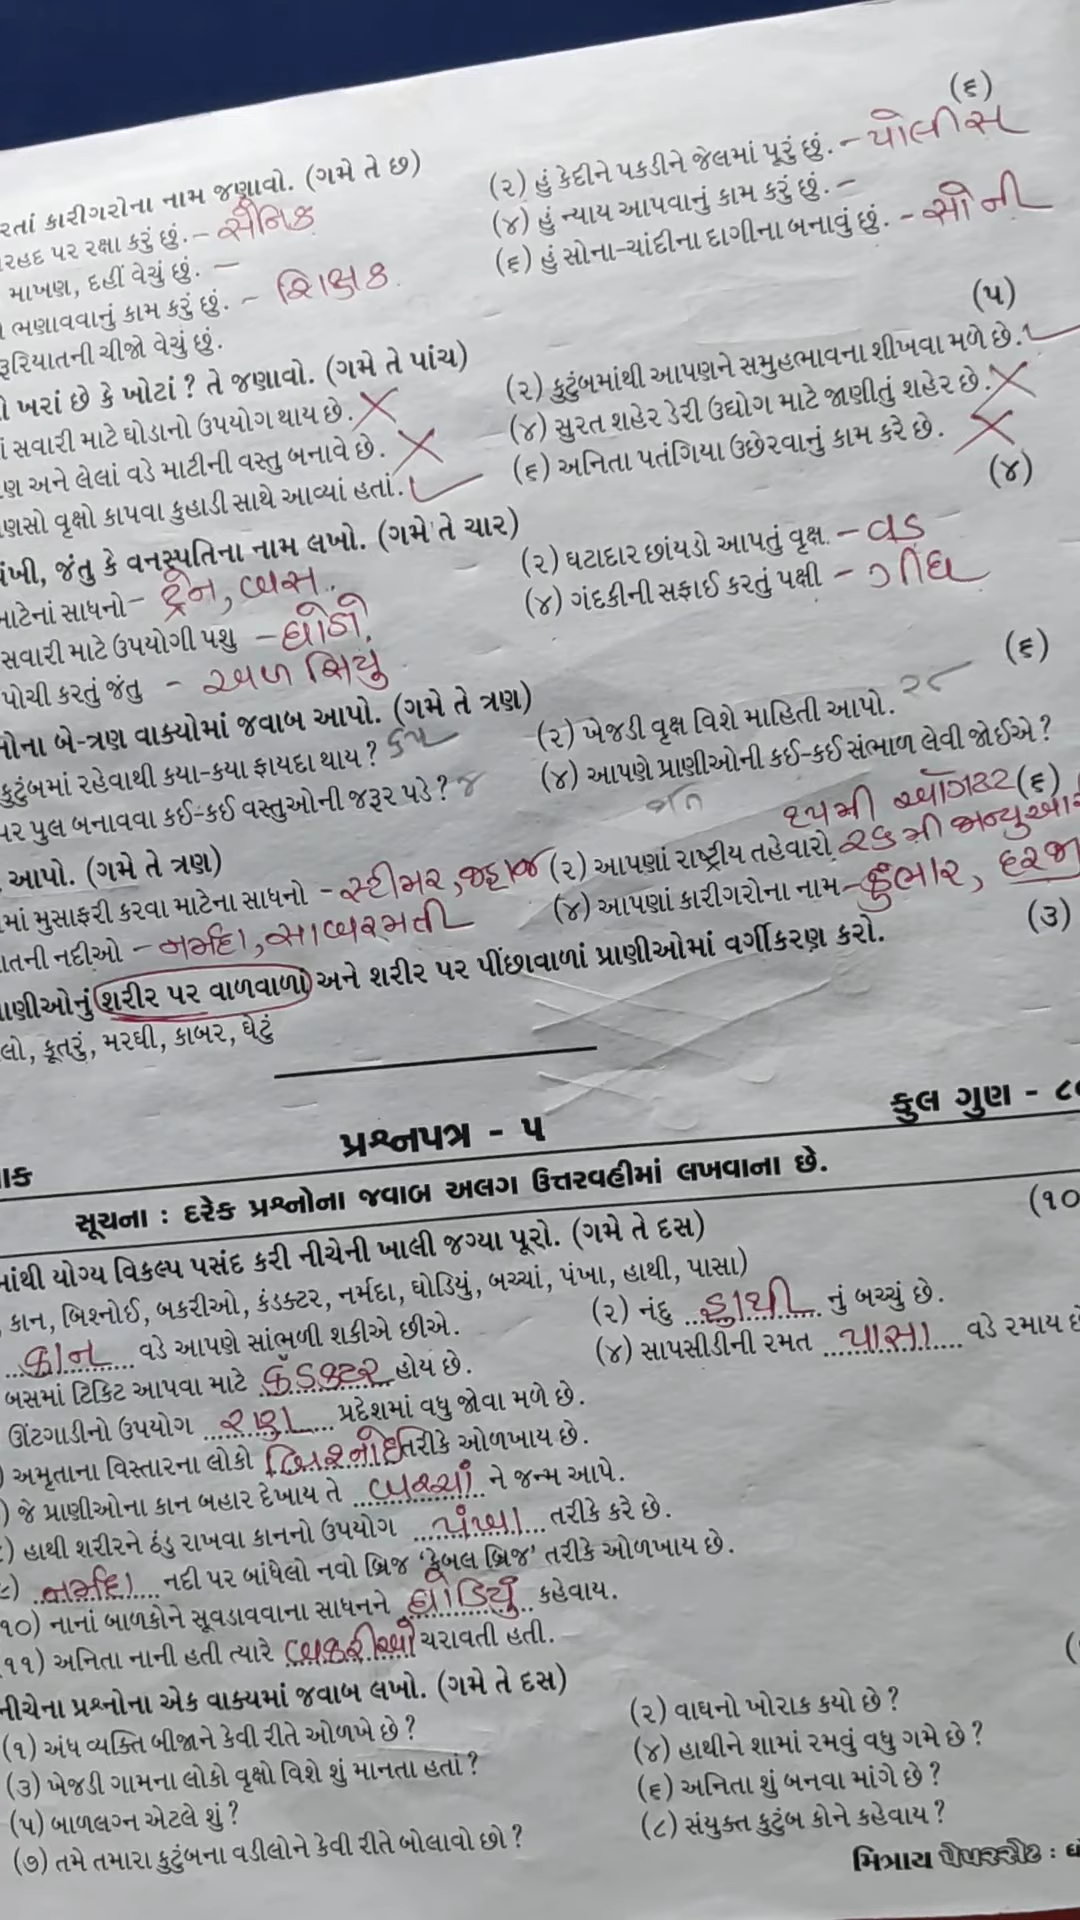 (૬)
રતાં કારીગરોના નામ જણાવો. (ગમે તે છ)
રહદ પર રક્ષા કરું છું. – સૈનિક (૨) હું કેદીને પકડીને જેલમાં પૂરું છું. – પોલીસ
માખણ, દહીં વેચું છું. – (૪) હું ન્યાય આપવાનું કામ કરું છું. –
ભણાવવાનું કામ કરું છું. – શિક્ષક (૬) હું સોના-ચાંદીના દાગીના બનાવું છું. – સોની
રૂરિયાતની ચીજો વેચું છું.
ખરાં છે કે ખોટાં ? તે જણાવો. (ગમે તે પાંચ) (૫)
સવારી માટે ઘોડાનો ઉપયોગ થાય છે. ✗ (૨) કુટુંબમાંથી આપણને સમુહભાવના શીખવા મળે છે. ✓
ણ અને લેલાં વડે માટીની વસ્તુ બનાવે છે. ✗ (૪) સુરત શહેર ડેરી ઉદ્યોગ માટે જાણીતું શહેર છે. ✗
ણસો વૃક્ષો કાપવા કુહાડી સાથે આવ્યાં હતાં. ✓ (૬) અનિતા પતંગિયા ઉછેરવાનું કામ કરે છે. ✗
ંખી, જંતુ કે વનસ્પતિના નામ લખો. (ગમે તે ચાર) (૪)
માટેનાં સાધનો – ટ્રેન, બસ. (૨) ઘટાદાર છાંયડો આપતું વૃક્ષ – વડ
સવારી માટે ઉપયોગી પશુ – ઘોડો. (૪) ગંદકીની સફાઈ કરતું પક્ષી – ગીધ
પોચી કરતું જંતુ – અળસિયું
નોના બે-ત્રણ વાક્યોમાં જવાબ આપો. (ગમે તે ત્રણ) (૬)
કુટુંબમાં રહેવાથી કયા-કયા ફાયદા થાય ? (૨) ખેજડી વૃક્ષ વિશે માહિતી આપો.
પર પુલ બનાવવા કઈ-કઈ વસ્તુઓની જરૂર પડે ? (૪) આપણે પ્રાણીઓની કઈ-કઈ સંભાળ લેવી જોઈએ ?
આપો. (ગમે તે ત્રણ) ૧૫મી ઑગસ્ટ (૬)
માં મુસાફરી કરવા માટેના સાધનો – સ્ટીમર, જહાજ (૨) આપણાં રાષ્ટ્રીય તહેવારો ૨૬મી જાન્યુઆરી
તની નદીઓ – નર્મદા, સાબરમતી (૪) આપણાં કારીગરોના નામ – કુંભાર, દરજી
ાણીઓનું શરીર પર વાળવાળાં અને શરીર પર પીંછાવાળાં પ્રાણીઓમાં વર્ગીકરણ કરો. (૩)
લો, કૂતરું, મરઘી, કાબર, ઘેટું
પ્રશ્નપત્ર - ૫
કુલ ગુણ - ૮
સૂચના : દરેક પ્રશ્નોના જવાબ અલગ ઉત્તરવહીમાં લખવાના છે.
માંથી યોગ્ય વિકલ્પ પસંદ કરી નીચેની ખાલી જગ્યા પૂરો. (ગમે તે દસ) (૧૦
કાન, બિશ્નોઈ, બકરીઓ, કંડક્ટર, નર્મદા, ઘોડિયું, બચ્ચાં, પંખા, હાથી, પાસા)
કાન વડે આપણે સાંભળી શકીએ છીએ. (૨) નંદુ હાથી નું બચ્ચું છે.
બસમાં ટિકિટ આપવા માટે કંડક્ટર હોય છે. (૪) સાપસીડીની રમત પાસા વડે રમાય છે
ઊંટગાડીનો ઉપયોગ રણ પ્રદેશમાં વધુ જોવા મળે છે.
) અમૃતાના વિસ્તારના લોકો બિશ્નોઈ તરીકે ઓળખાય છે.
) જે પ્રાણીઓના કાન બહાર દેખાય તે બચ્ચાં ને જન્મ આપે.
) હાથી શરીરને ઠંડુ રાખવા કાનનો ઉપયોગ પંખા તરીકે કરે છે.
૯) નર્મદા નદી પર બાંધેલો નવો બ્રિજ 'કેબલ બ્રિજ' તરીકે ઓળખાય છે.
૧૦) નાનાં બાળકોને સૂવડાવવાના સાધનને ઘોડિયું કહેવાય.
૧૧) અનિતા નાની હતી ત્યારે બકરીઓ ચરાવતી હતી.
નીચેના પ્રશ્નોના એક વાક્યમાં જવાબ લખો. (ગમે તે દસ)
(૧) અંધ વ્યક્તિ બીજાને કેવી રીતે ઓળખે છે ? (૨) વાઘનો ખોરાક કયો છે ?
(૩) ખેજડી ગામના લોકો વૃક્ષો વિશે શું માનતા હતાં ? (૪) હાથીને શામાં રમવું વધુ ગમે છે ?
(૫) બાળલગ્ન એટલે શું ? (૬) અનિતા શું બનવા માંગે છે ?
(૭) તમે તમારા કુટુંબના વડીલોને કેવી રીતે બોલાવો છો ? (૮) સંયુક્ત કુટુંબ કોને કહેવાય ?
મિત્રાય પેપરસેટ :